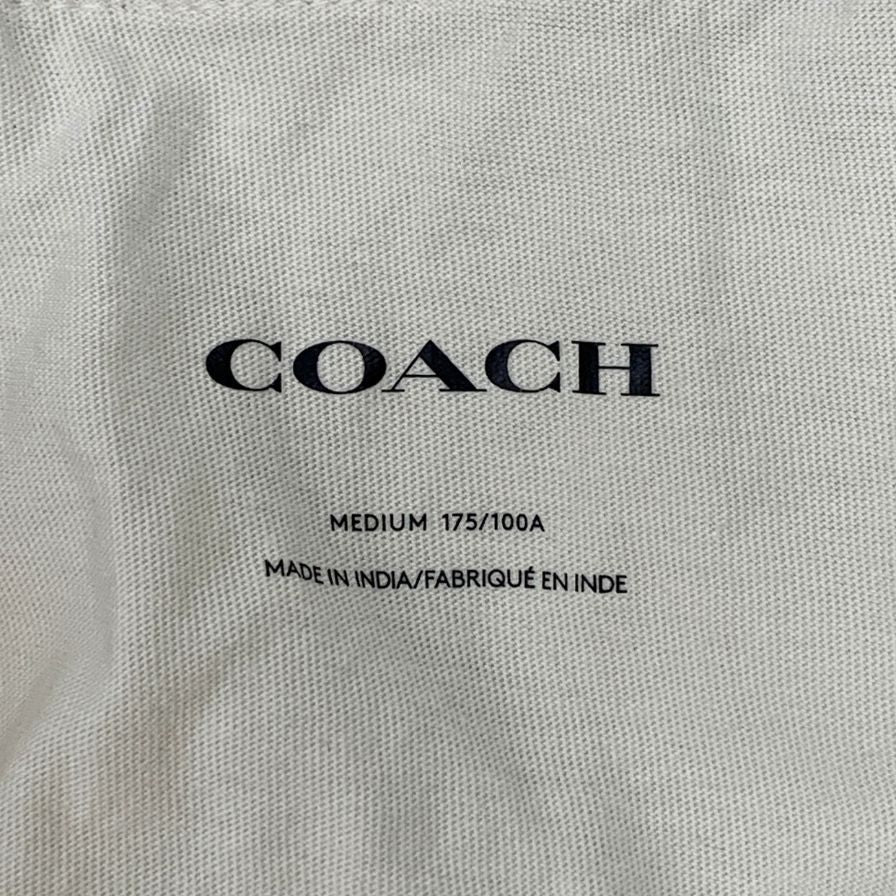 COACH
MEDIUM 175/100A
MADE IN INDIA/FABRIQUÉ EN INDE